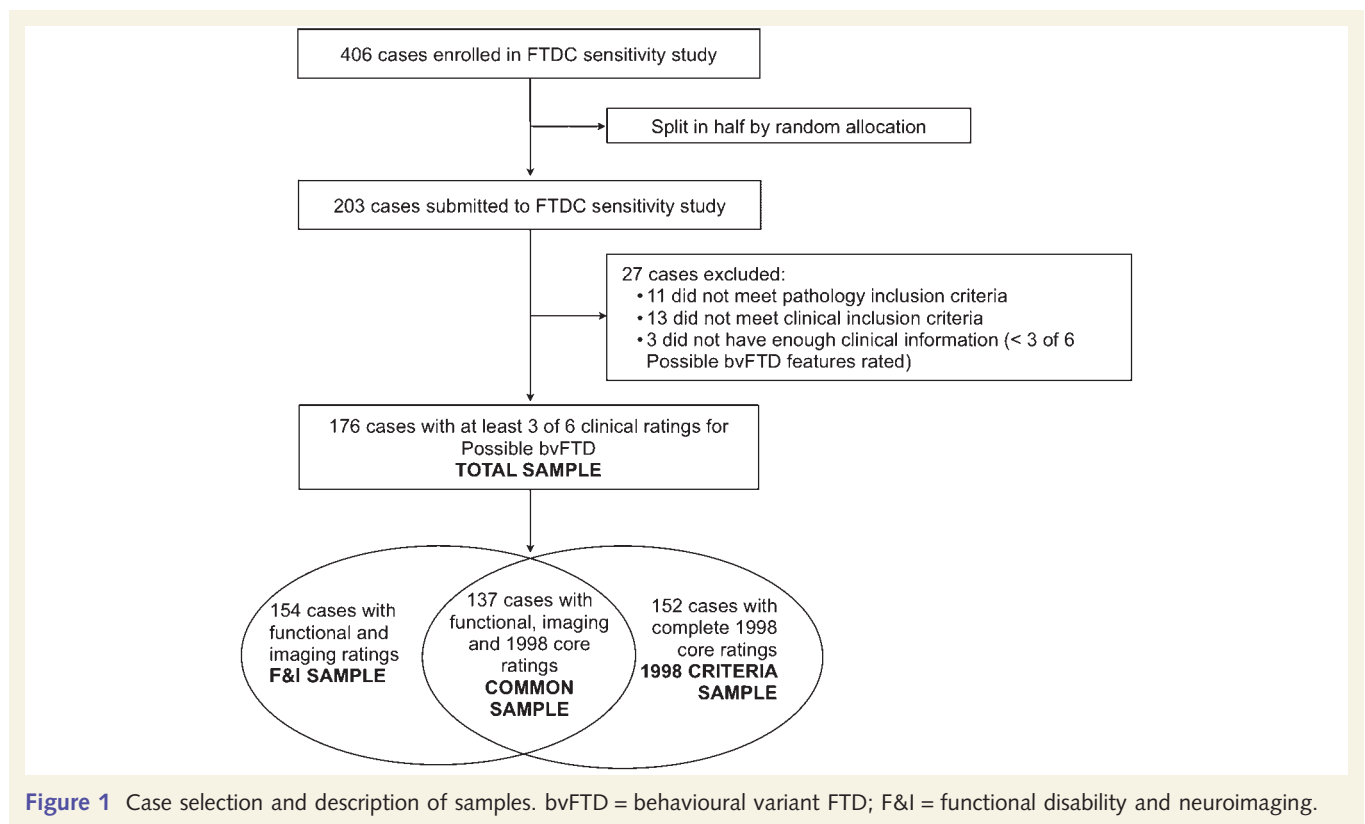 406 cases enrolled in FTDC sensitivity study
Split in half by random allocation
203 cases submitted to FTDC sensitivity study
27 cases excluded:
• 11 did not meet pathology inclusion criteria
• 13 did not meet clinical inclusion criteria
• 3 did not have enough clinical information (< 3 of 6
Possible bvFTD features rated)
176 cases with at least 3 of 6 clinical ratings for
Possible bvFTD
TOTAL SAMPLE
154 cases with
functional and
imaging ratings
F&I SAMPLE
137 cases with
functional, imaging
and 1998 core
ratings
COMMON
SAMPLE
152 cases with
complete 1998
core ratings
1998 CRITERIA
SAMPLE
Figure 1 Case selection and description of samples. bvFTD = behavioural variant FTD; F&I = functional disability and neuroimaging.